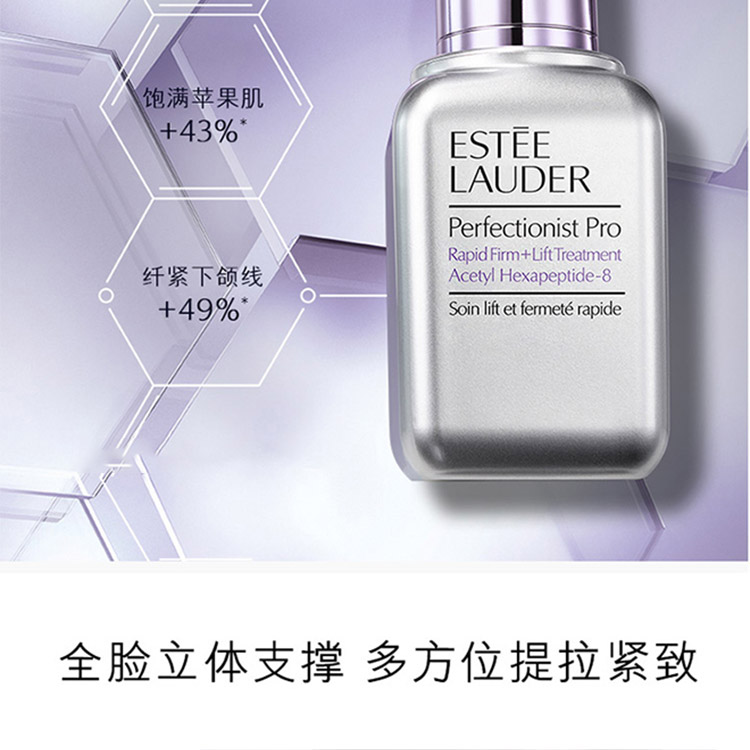 饱满苹果肌
+43%*
纤紧下颌线
+49%*
ESTĒE
LAUDER
Perfectionist Pro
Rapid Firm+Lift Treatment
Acetyl Hexapeptide-8
Soin lift et fermeté rapide
全脸立体支撑 多方位提拉紧致